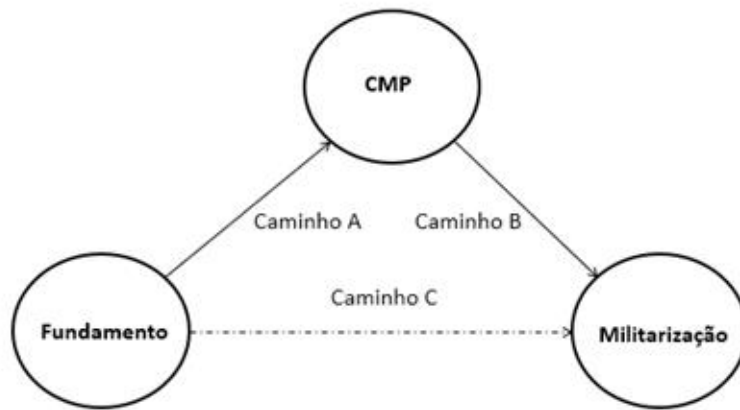 CMP
Caminho A
Caminho B
Caminho C
Fundamento
Militarização